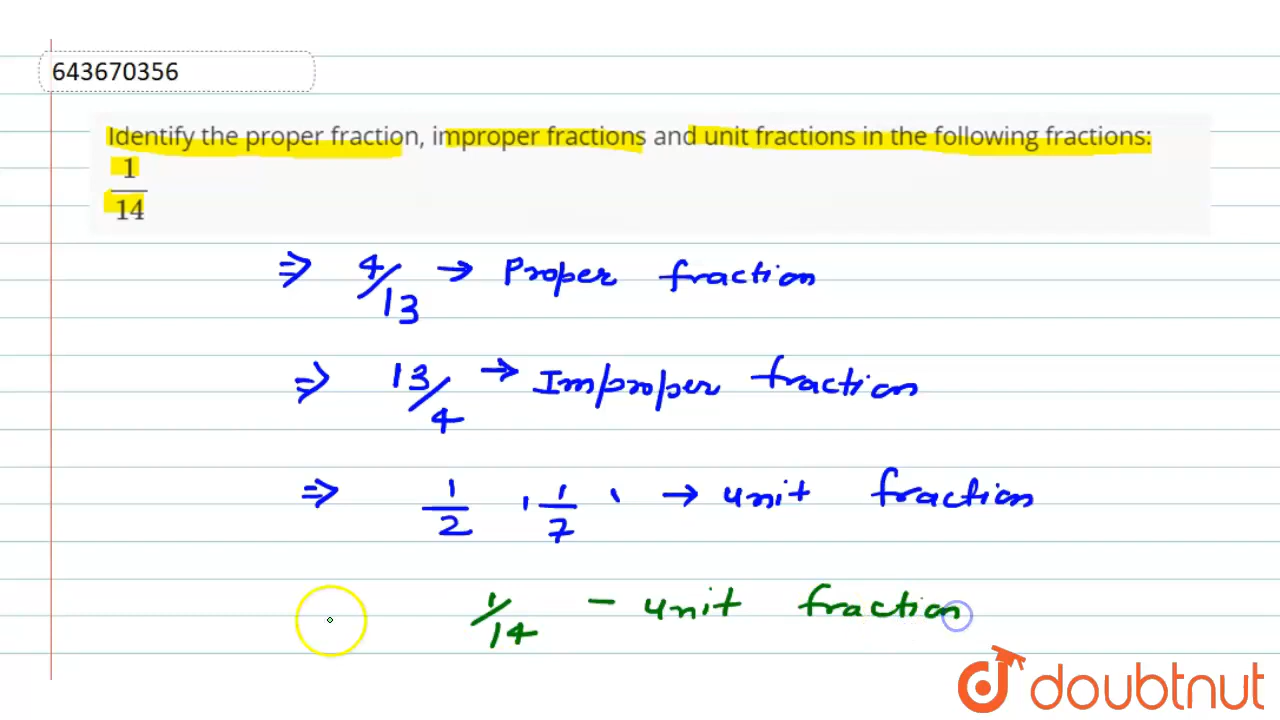 643670356
Identify the proper fraction, improper fractions and unit fractions in the following fractions:
1
14
⇒ 4/13 → Proper fraction
⇒ 13/4 → Improper fraction
⇒ 1/2 , 1/7 , → unit fraction
1/14 - unit fraction
doubtnut